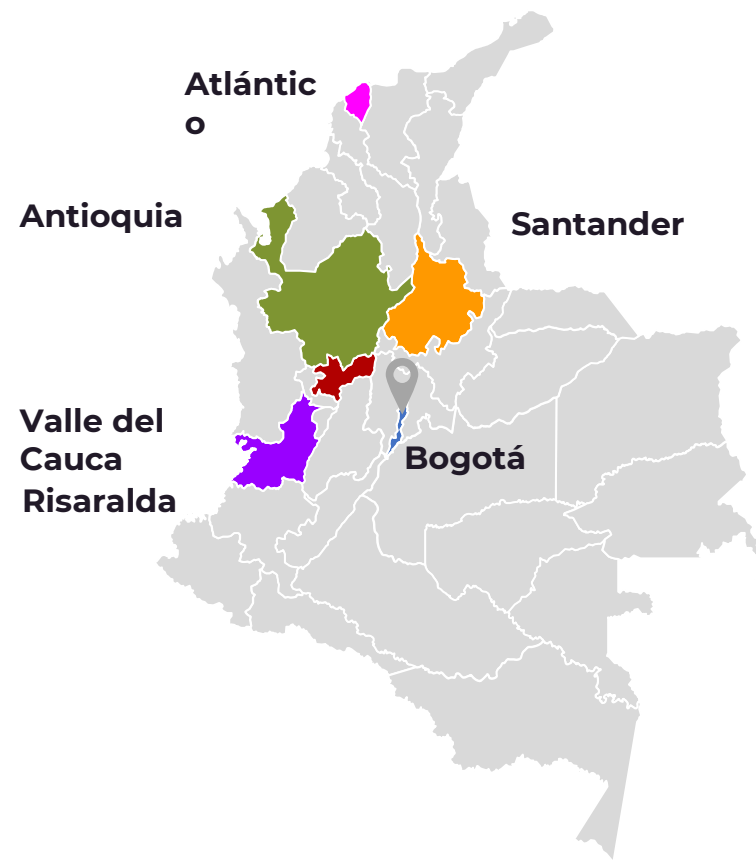 Atlántic
o
Antioquia
Santander
Valle del
Cauca
Bogotá
Risaralda